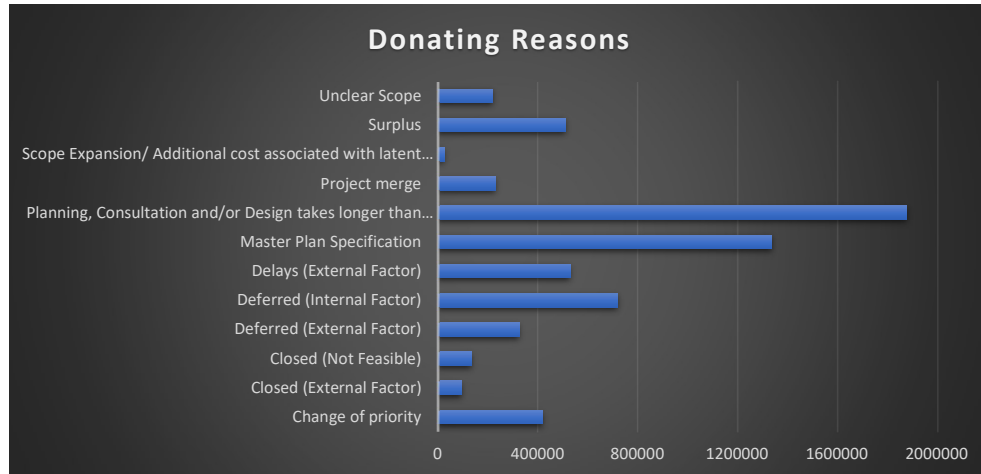 Donating Reasons
Unclear Scope
Surplus
Scope Expansion/ Additional cost associated with latent…
Project merge
Planning, Consultation and/or Design takes longer than…
Master Plan Specification
Delays (External Factor)
Deferred (Internal Factor)
Deferred (External Factor)
Closed (Not Feasible)
Closed (External Factor)
Change of priority
0 400000 800000 1200000 1600000 2000000